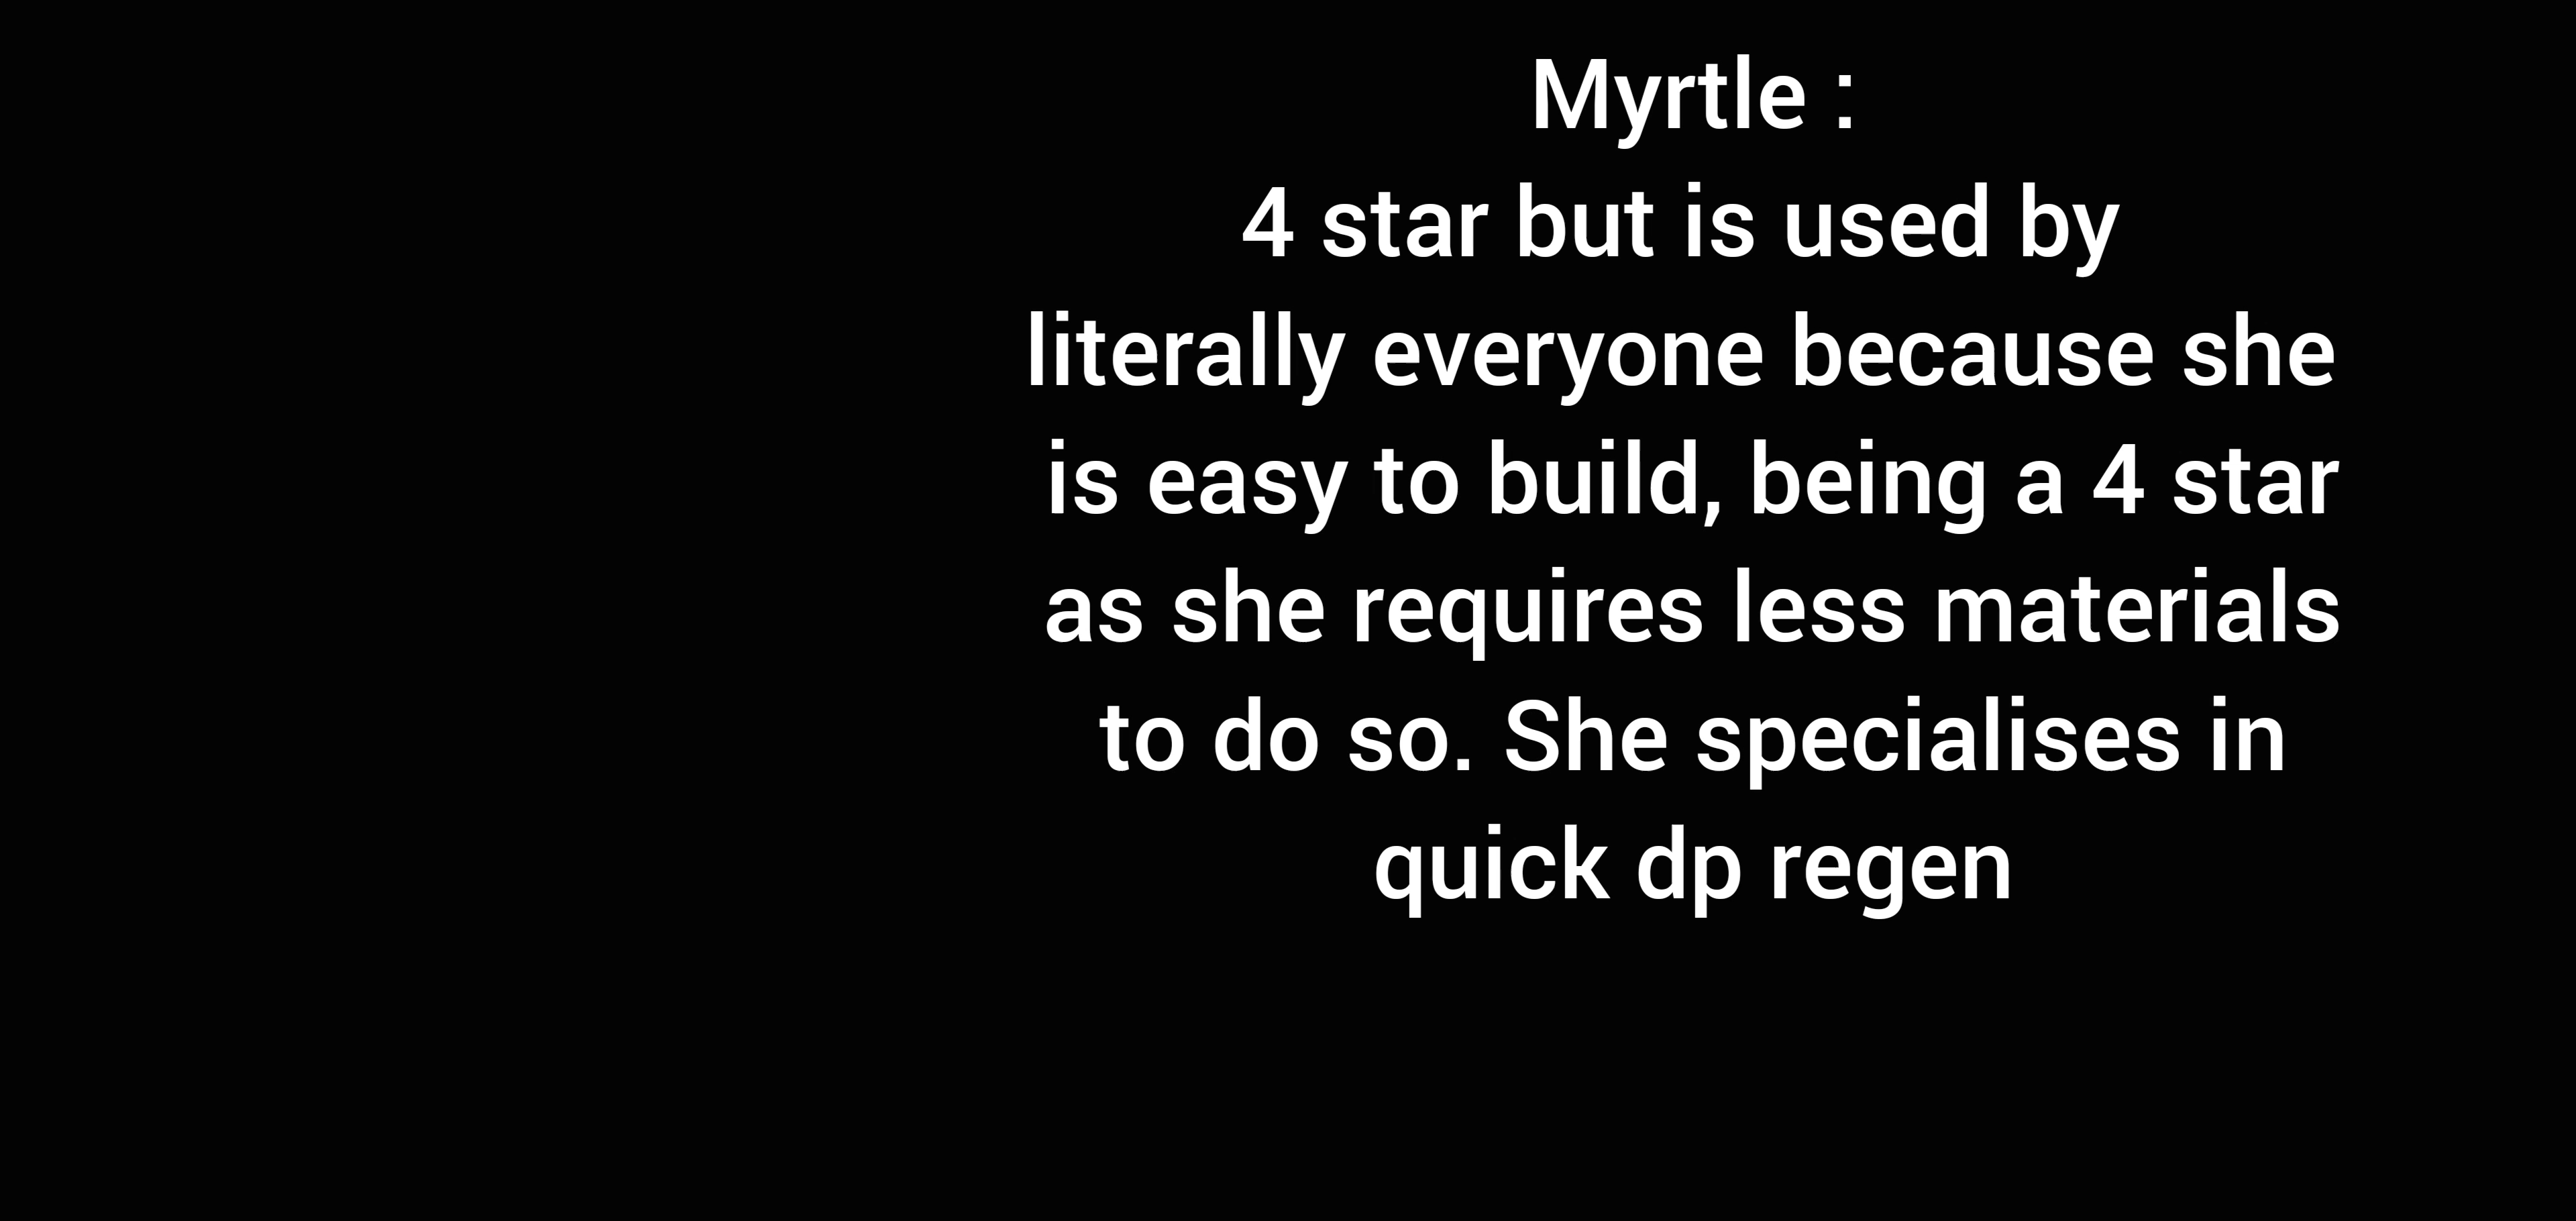 Myrtle :
4 star but is used by
literally everyone because she
is easy to build, being a 4 star
as she requires less materials
to do so. She specialises in
quick dp regen